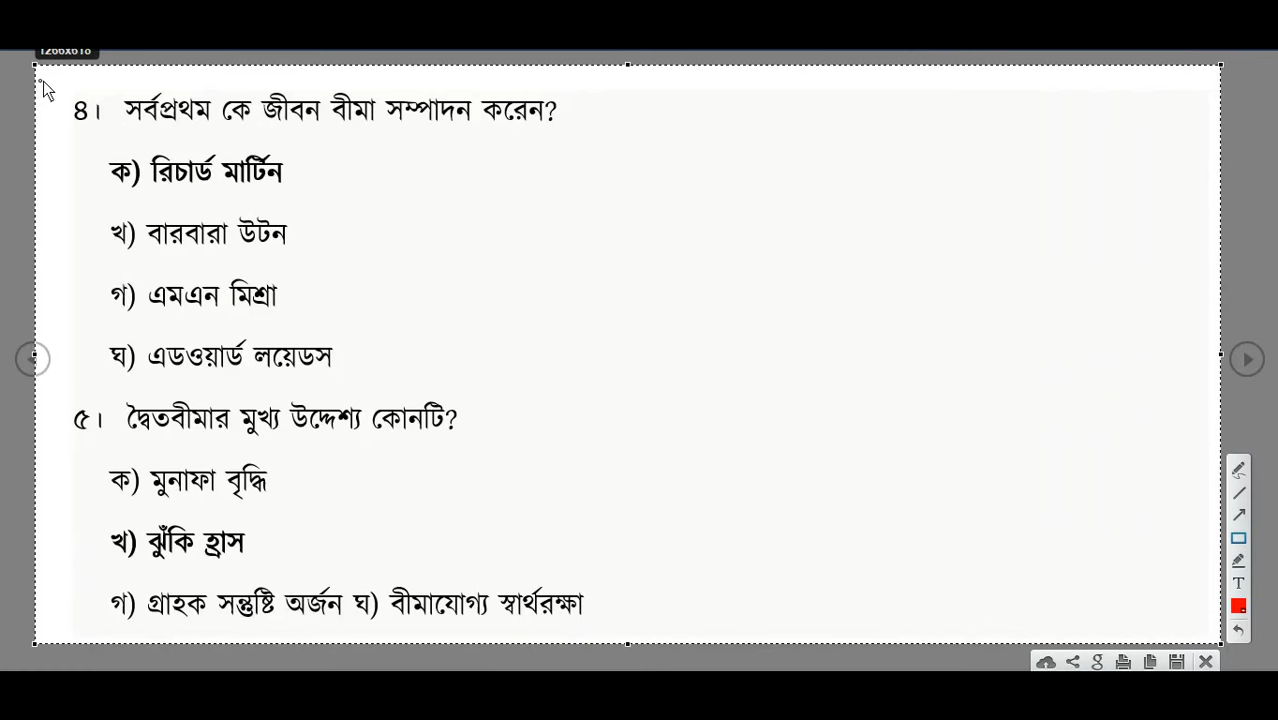 1266x618
৪। সর্বপ্রথম কে জীবন বীমা সম্পাদন করেন?
ক) রিচার্ড মার্টিন
খ) বারবারা উটন
গ) এমএন মিশ্রা
ঘ) এডওয়ার্ড লয়েডস
৫। দ্বৈতবীমার মুখ্য উদ্দেশ্য কোনটি?
ক) মুনাফা বৃদ্ধি
খ) ঝুঁকি হ্রাস
গ) গ্রাহক সন্তুষ্টি অর্জন ঘ) বীমাযোগ্য স্বার্থরক্ষা